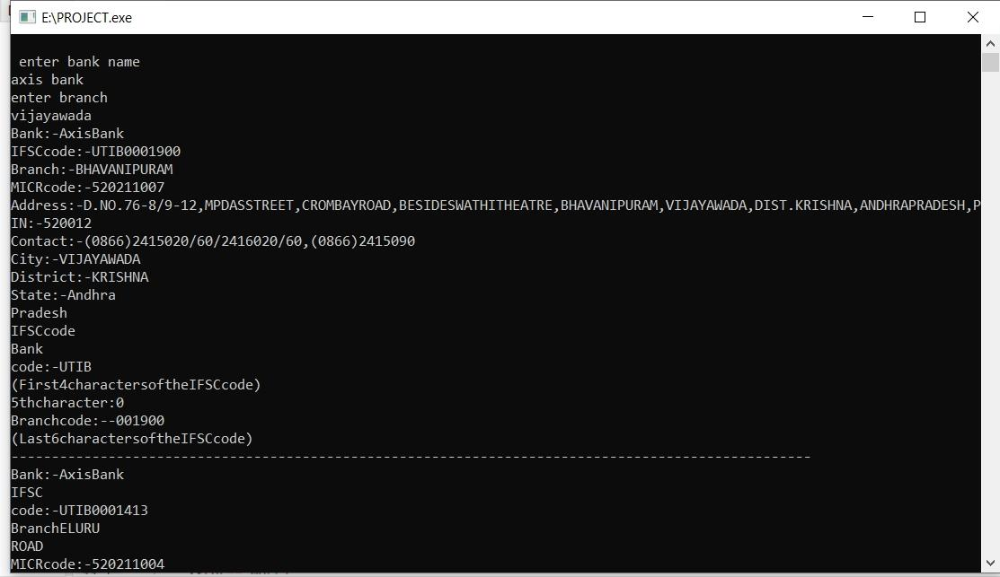 E:\PROJECT.exe
enter bank name
axis bank
enter branch
vijayawada
Bank:-AxisBank
IFSCcode:-UTIB0001900
Branch:-BHAVANIPURAM
MICRcode:-520211007
Address:-D.NO.76-8/9-12,MPDASSTREET,CROMBAYROAD,BESIDESWATHITHEATRE,BHAVANIPURAM,VIJAYAWADA,DIST.KRISHNA,ANDHRAPRADESH,P
IN:-520012
Contact:-(0866)2415020/60/2416020/60,(0866)2415090
City:-VIJAYAWADA
District:-KRISHNA
State:-Andhra
Pradesh
IFSCcode
Bank
code:-UTIB
(First4charactersoftheIFSCcode)
5thcharacter:0
Branchcode:--001900
(Last6charactersoftheIFSCcode)
---------------------------------------------------------------------------------------------------
Bank:-AxisBank
IFSC
code:-UTIB0001413
BranchELURU
ROAD
MICRcode:-520211004